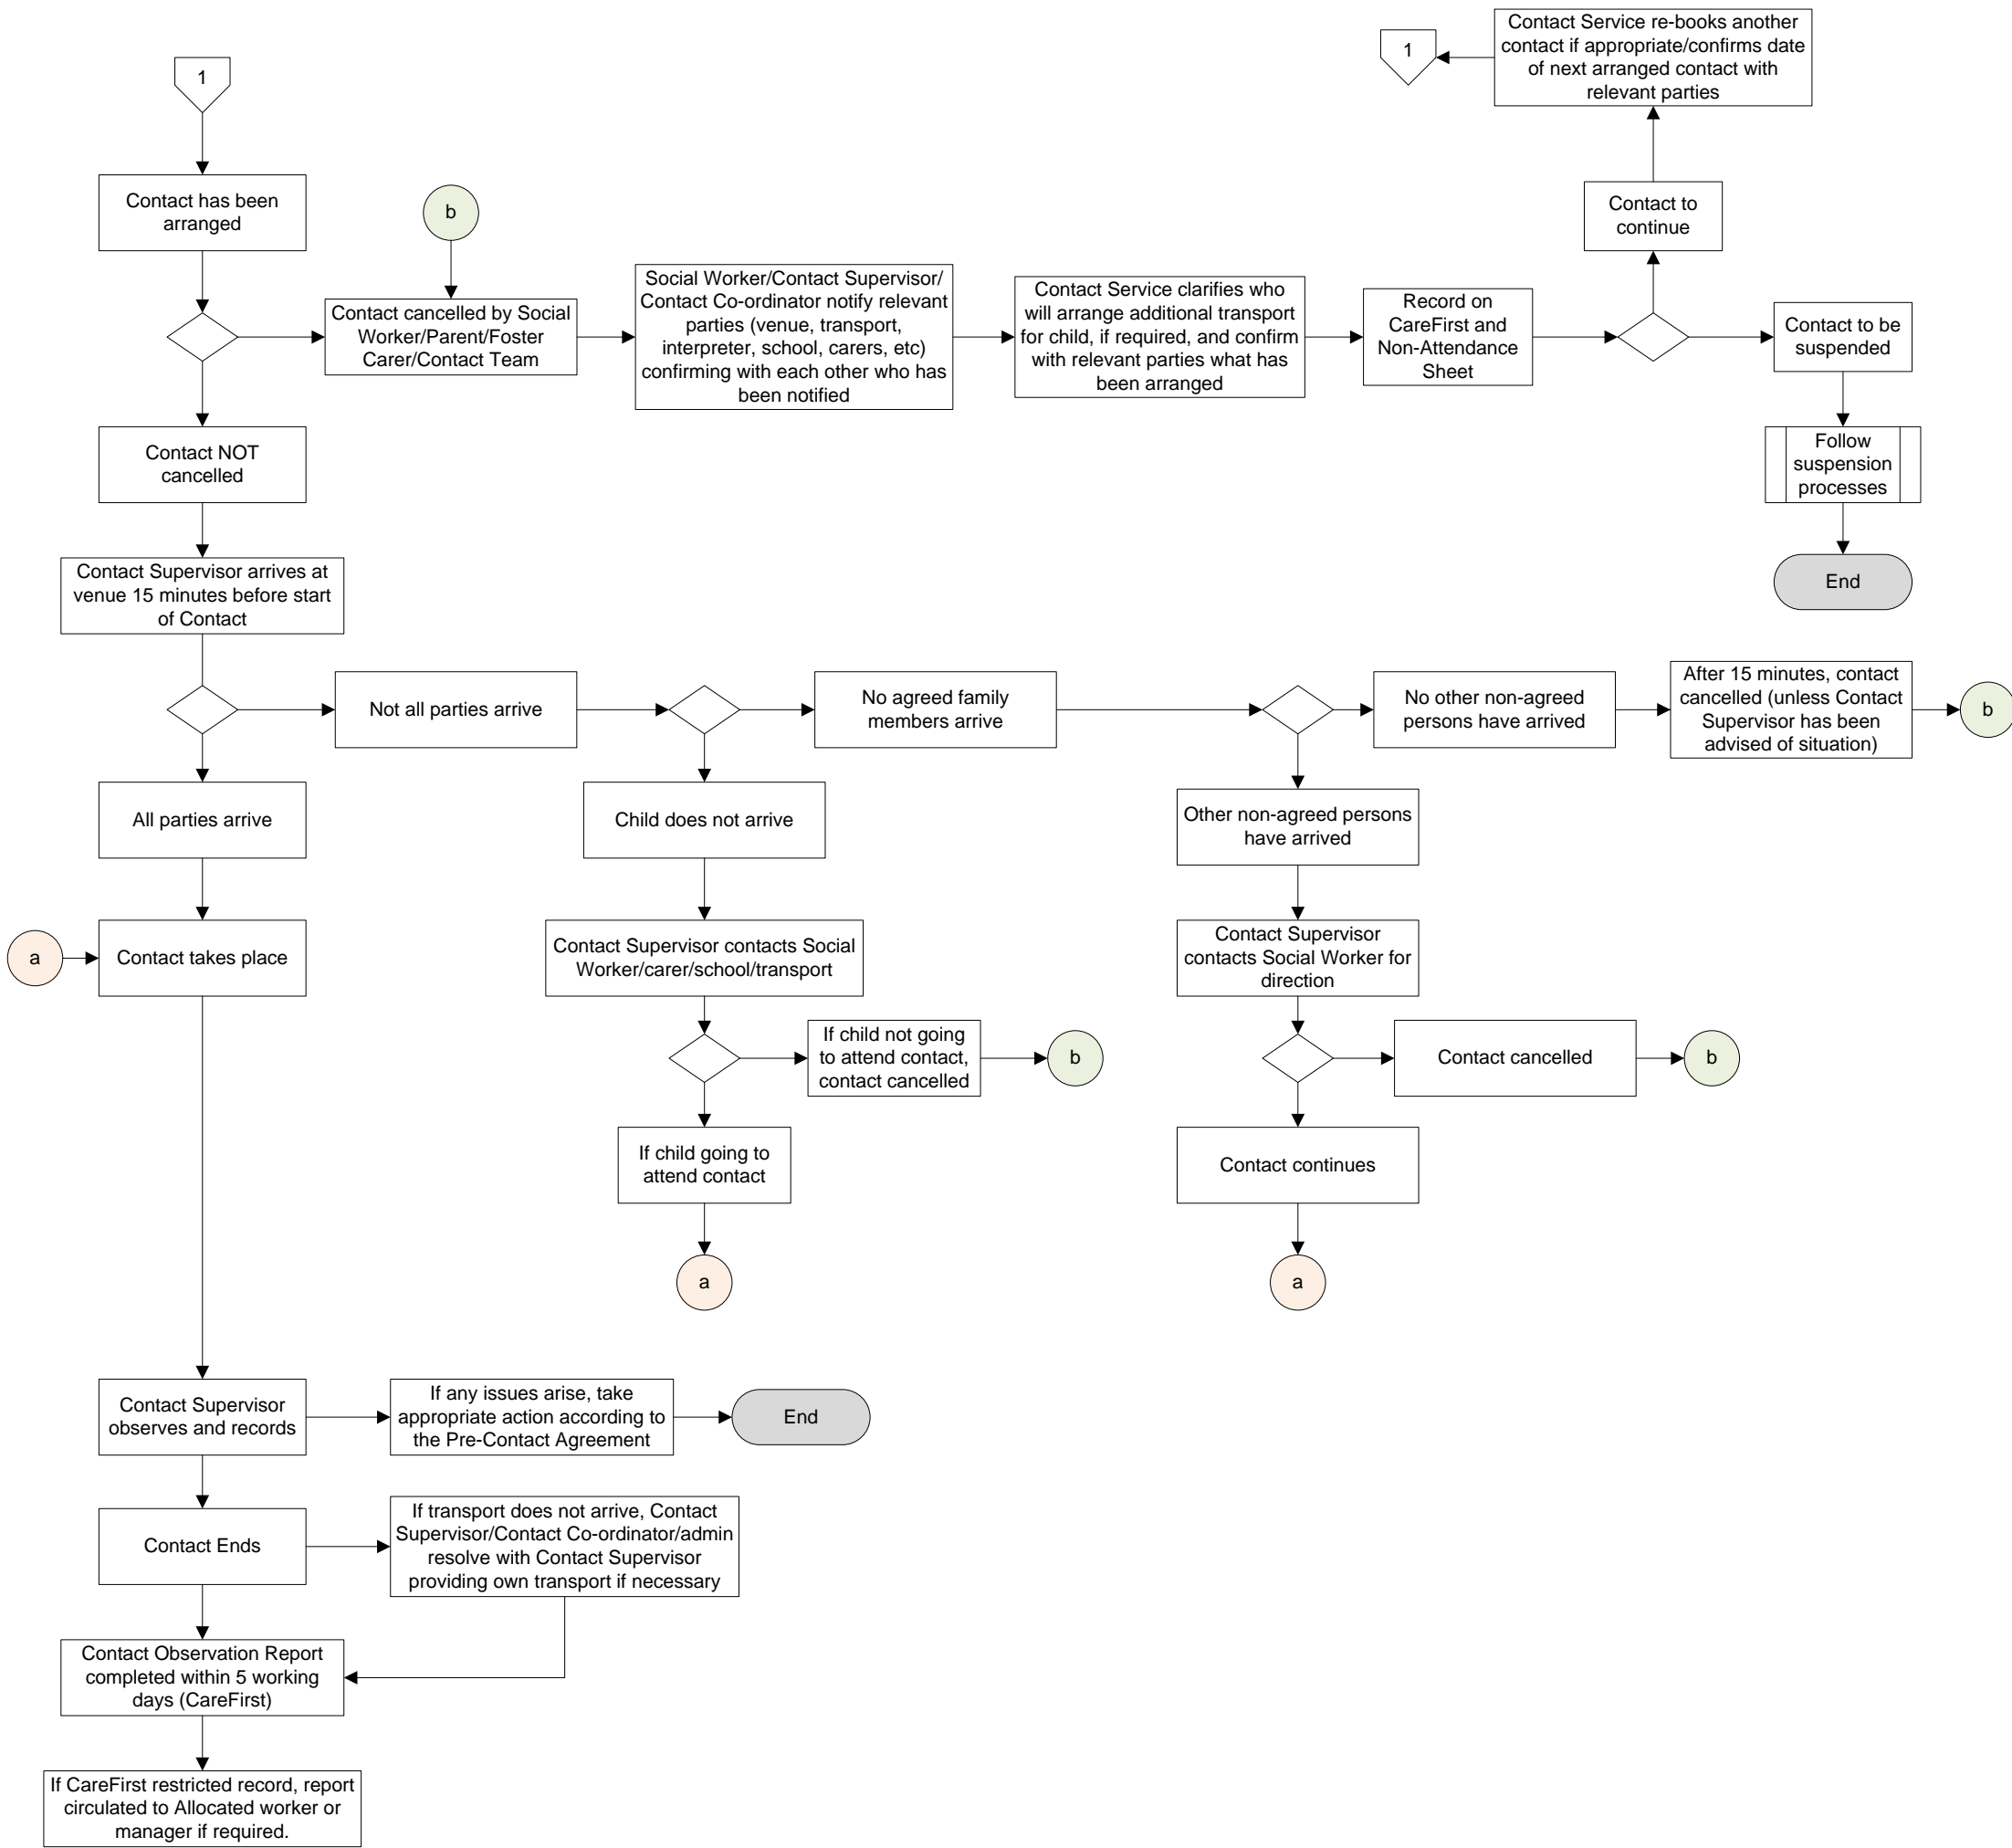 1
Contact Service re-books another
contact if appropriate/confirms date
of next arranged contact with
relevant parties
1
Contact has been
arranged
b
Contact to
continue
Contact cancelled by Social
Worker/Parent/Foster
Carer/Contact Team
Social Worker/Contact Supervisor/
Contact Co-ordinator notify relevant
parties (venue, transport,
interpreter, school, carers, etc)
confirming with each other who has
been notified
Contact Service clarifies who
will arrange additional transport
for child, if required, and confirm
with relevant parties what has
been arranged
Record on
CareFirst and
Non-Attendance
Sheet
Contact to be
suspended
Contact NOT
cancelled
Follow
suspension
processes
Contact Supervisor arrives at
venue 15 minutes before start
of Contact
End
Not all parties arrive
No agreed family
members arrive
No other non-agreed
persons have arrived
After 15 minutes, contact
cancelled (unless Contact
Supervisor has been
advised of situation)
b
All parties arrive
Child does not arrive
Other non-agreed persons
have arrived
a
Contact takes place
Contact Supervisor contacts Social
Worker/carer/school/transport
Contact Supervisor
contacts Social Worker for
direction
If child not going
to attend contact,
contact cancelled
b
Contact cancelled
b
If child going to
attend contact
Contact continues
a
a
Contact Supervisor
observes and records
If any issues arise, take
appropriate action according to
the Pre-Contact Agreement
End
Contact Ends
If transport does not arrive, Contact
Supervisor/Contact Co-ordinator/admin
resolve with Contact Supervisor
providing own transport if necessary
Contact Observation Report
completed within 5 working
days (CareFirst)
If CareFirst restricted record, report
circulated to Allocated worker or
manager if required.